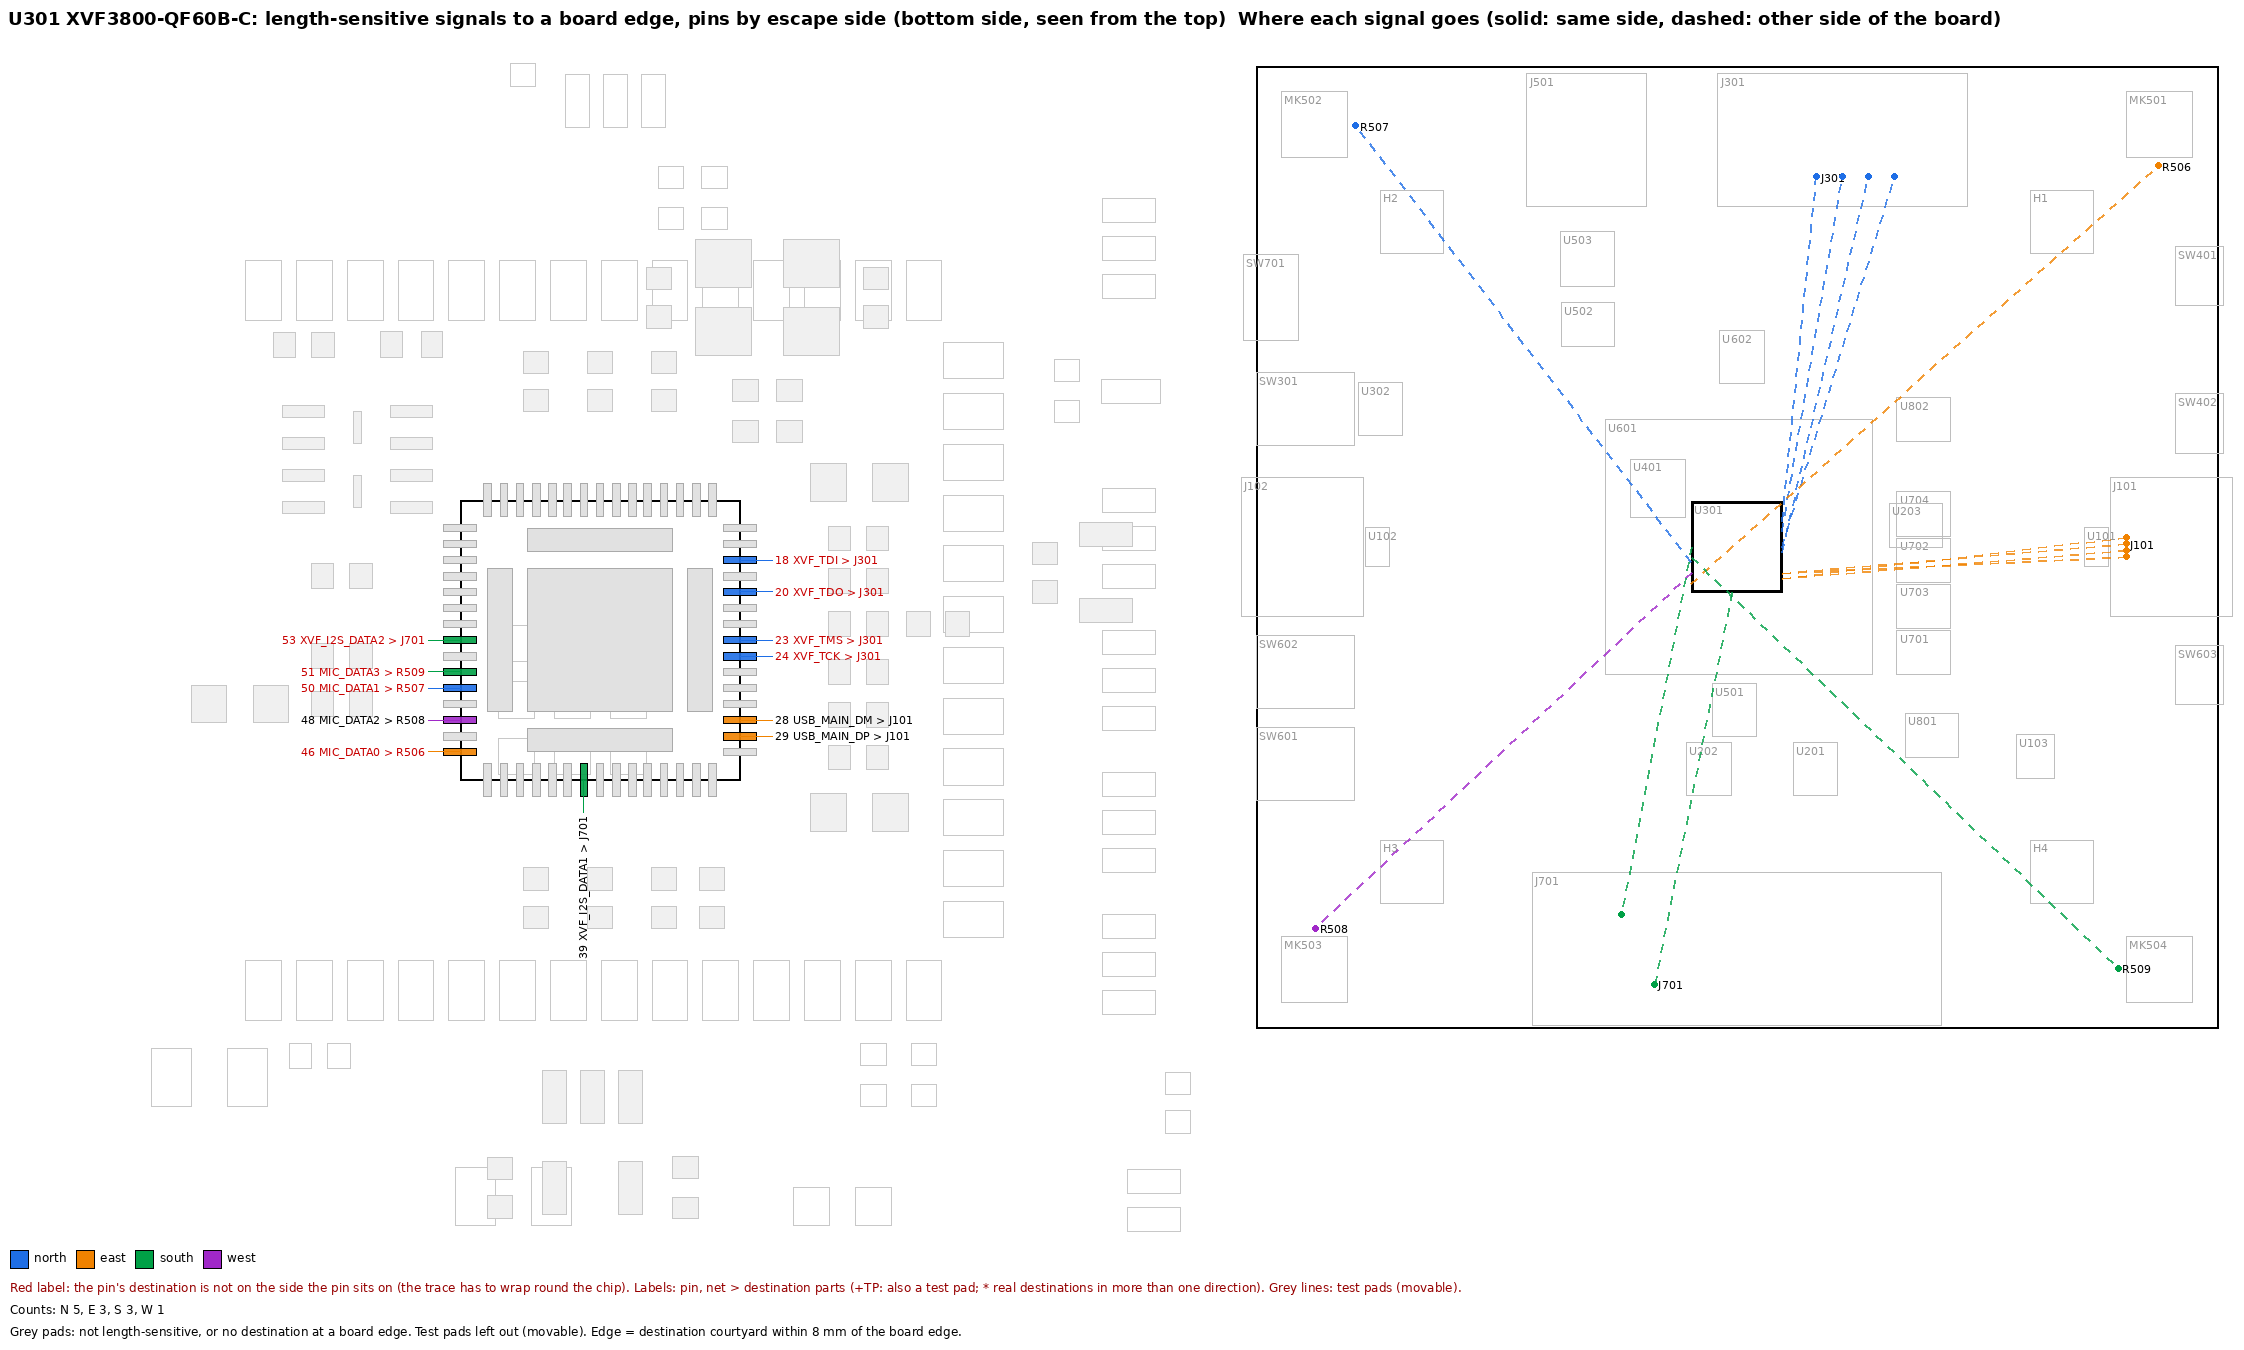 U301 XVF3800-QF60B-C: length-sensitive signals to a board edge, pins by escape side (bottom side, seen from the top)
Where each signal goes (solid: same side, dashed: other side of the board)
18 XVF_TDI > J301
20 XVF_TDO > J301
23 XVF_TMS > J301
24 XVF_TCK > J301
28 USB_MAIN_DM > J101
29 USB_MAIN_DP > J101
53 XVF_I2S_DATA2 > J701
51 MIC_DATA3 > R509
50 MIC_DATA1 > R507
48 MIC_DATA2 > R508
46 MIC_DATA0 > R506
39 XVF_I2S_DATA1 > J701
MK502
R507
J501
J301
J301
MK501
R506
H2
H1
U503
SW701
SW401
U502
U602
SW301
U302
U802
SW402
U601
U401
J102
U301
U704
U203
J101
U102
U702
U101
J101
U703
SW602
U701
SW603
U501
SW601
U801
U202
U201
U103
H3
H4
J701
R508
MK503
MK504
R509
J701
north
east
south
west
Red label: the pin's destination is not on the side the pin sits on (the trace has to wrap round the chip). Labels: pin, net > destination parts (+TP: also a test pad; * real destinations in more than one direction). Grey lines: test pads (movable).
Counts: N 5, E 3, S 3, W 1
Grey pads: not length-sensitive, or no destination at a board edge. Test pads left out (movable). Edge = destination courtyard within 8 mm of the board edge.